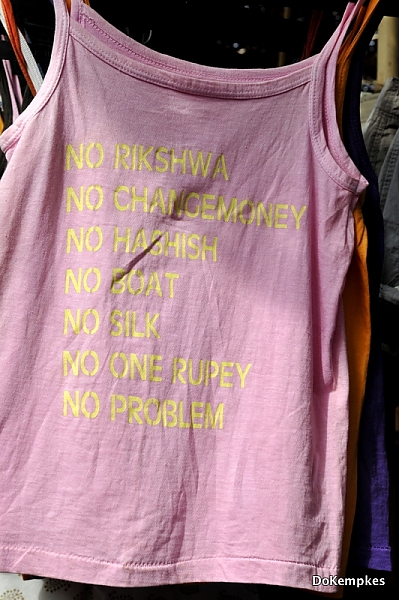 NO RIKSHWA
NO CHANGEMONEY
NO HASHISH
NO BOAT
NO SILK
NO ONE RUPEY
NO PROBLEM
DoKempkes